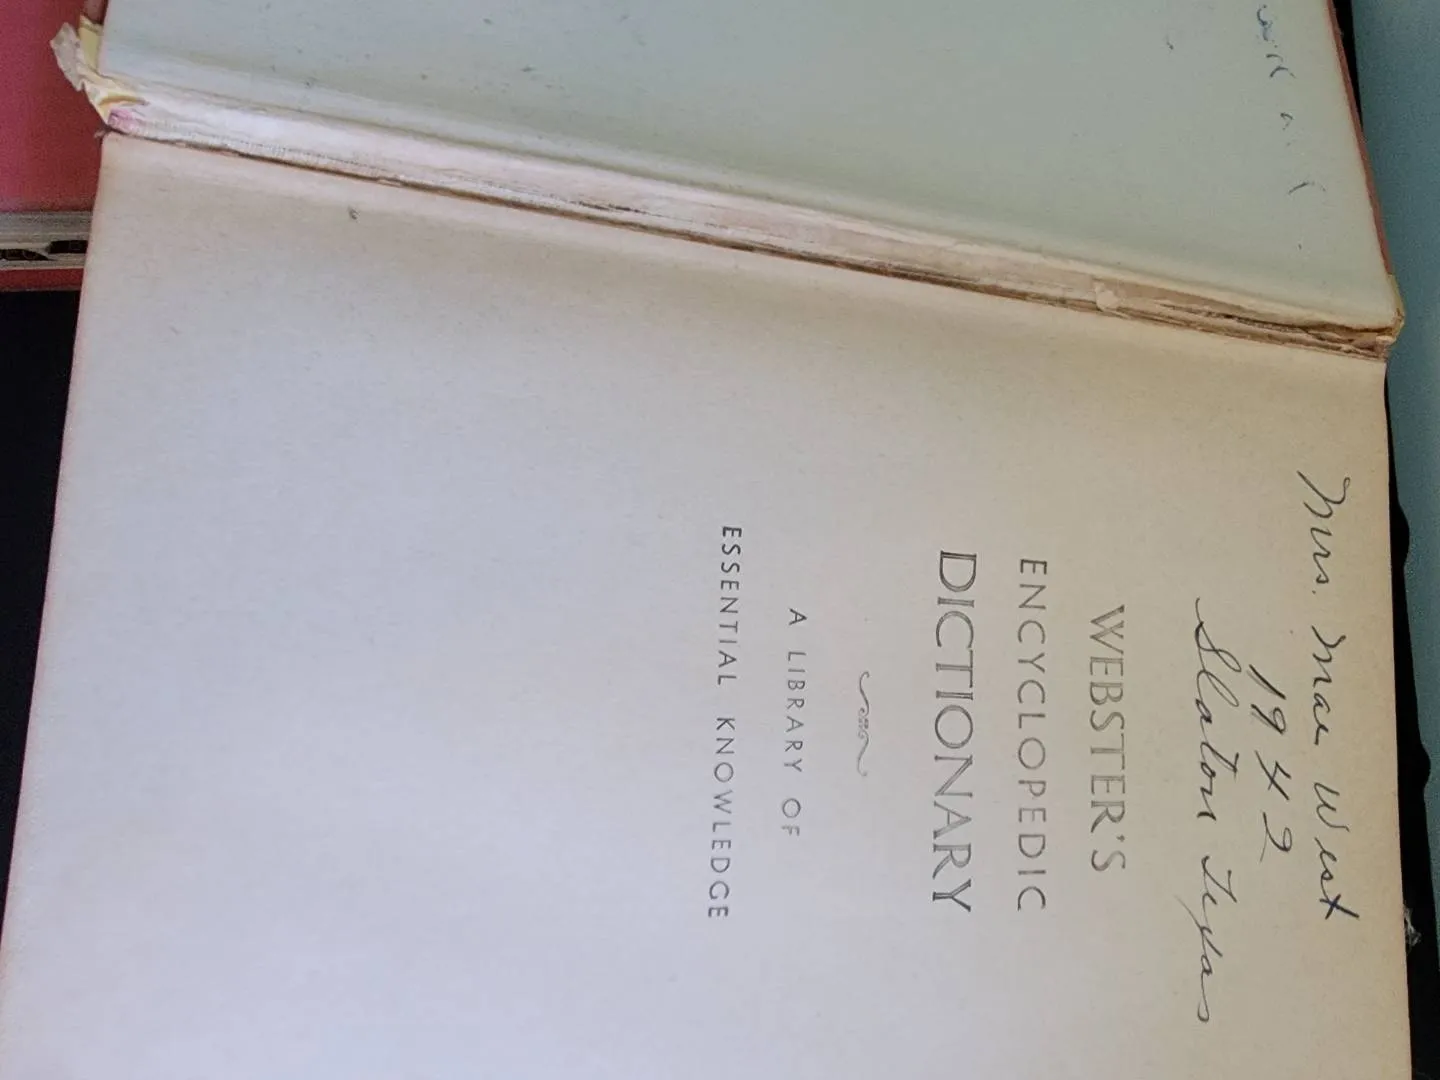 Mrs. Mae West
1942
Slaton Texas
WEBSTER'S
ENCYCLOPEDIC
DICTIONARY
A LIBRARY OF
ESSENTIAL KNOWLEDGE